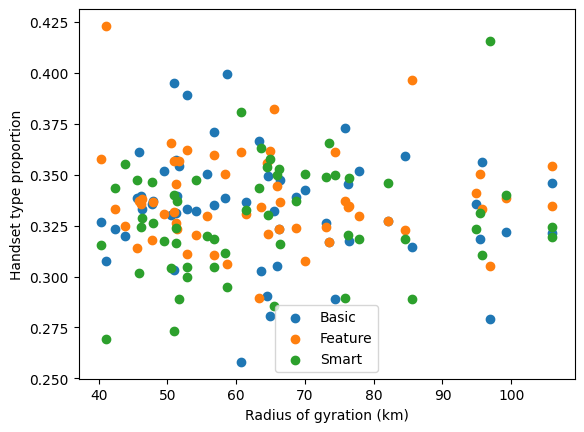 0.425
0.400
0.375
0.350
0.325
0.300
0.275
0.250
Handset type proportion
Basic
Feature
Smart
40 50 60 70 80 90 100
Radius of gyration (km)